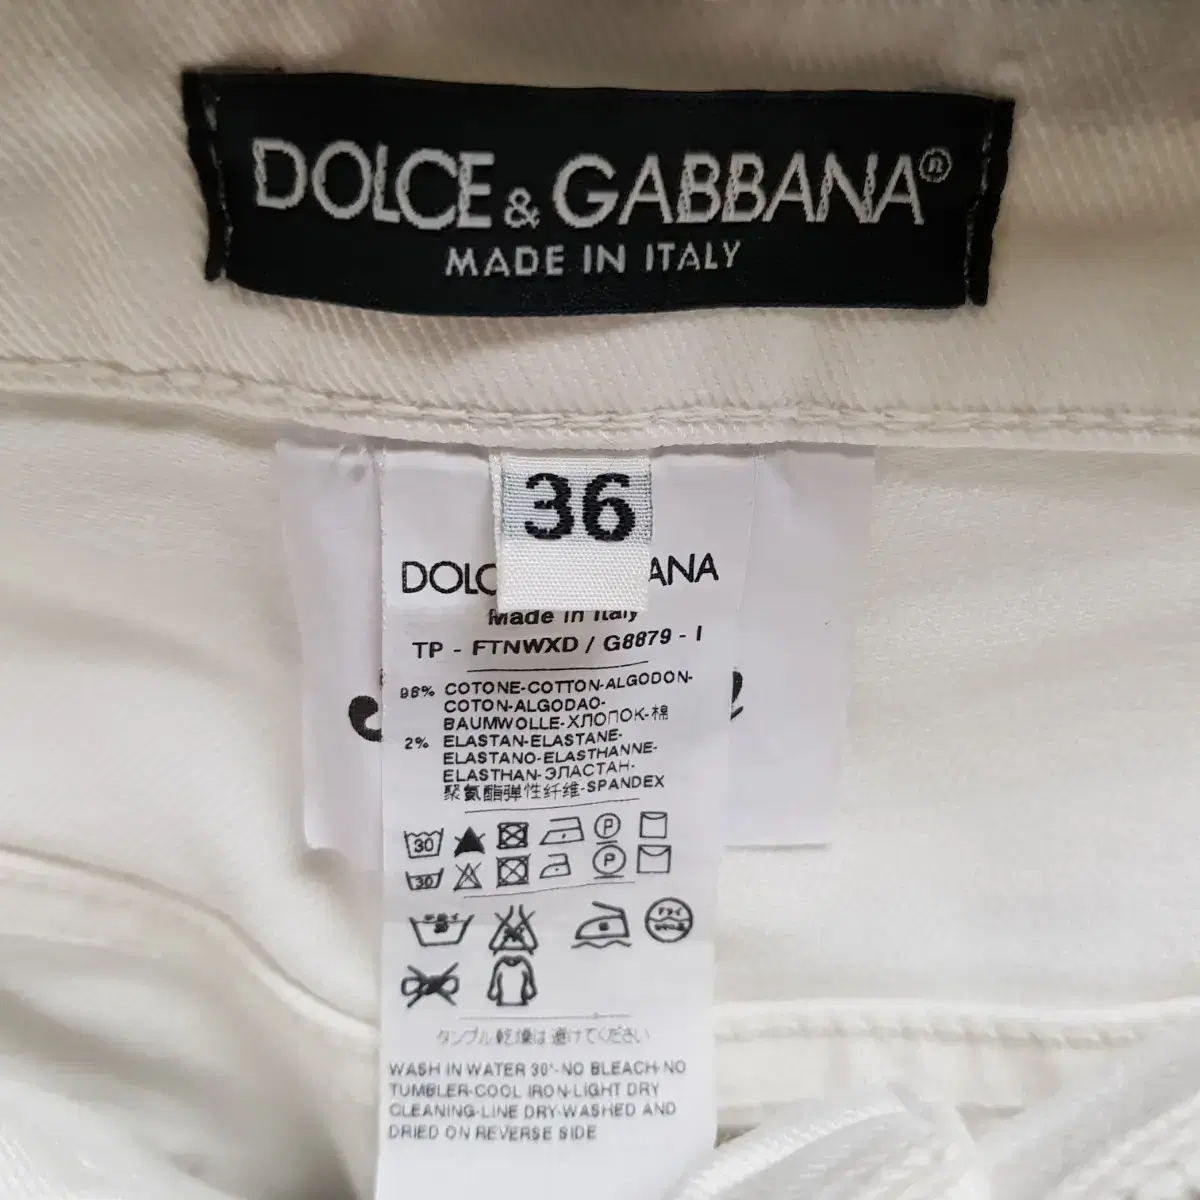 DOLCE & GABBANA
MADE IN ITALY
36
Made in Italy
TP - FTNWXD / G8879 - I
98% COTONE-COTTON-ALGODON-
COTON-ALGODAO-
BAUMWOLLE-ХЛОПОК-棉
2% ELASTAN-ELASTANE-
ELASTANO-ELASTHANNE-
ELASTHAN-ЭЛАСТАН-
聚氨酯弹性纤维-SPANDEX
30
P
30
P
タンブル乾燥は避けてください
WASH IN WATER 30°-NO BLEACH-NO
TUMBLER-COOL IRON-LIGHT DRY
CLEANING-LINE DRY-WASHED AND
DRIED ON REVERSE SIDE